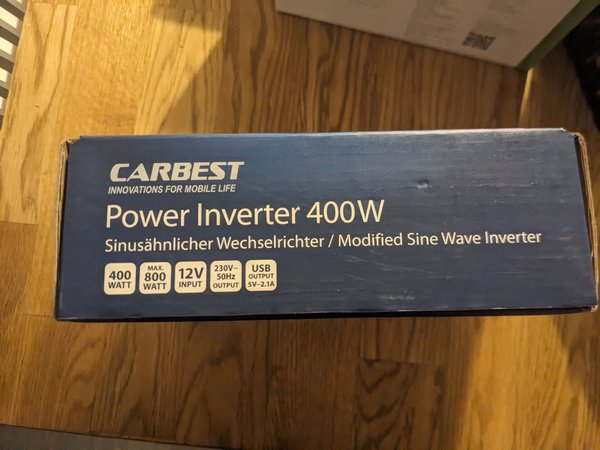 CARBEST
INNOVATIONS FOR MOBILE LIFE
Power Inverter 400W
Sinusähnlicher Wechselrichter / Modified Sine Wave Inverter
400 WATT
MAX. 800 WATT
12V INPUT
230V~ 50Hz OUTPUT
USB OUTPUT 5V⎓2.1A